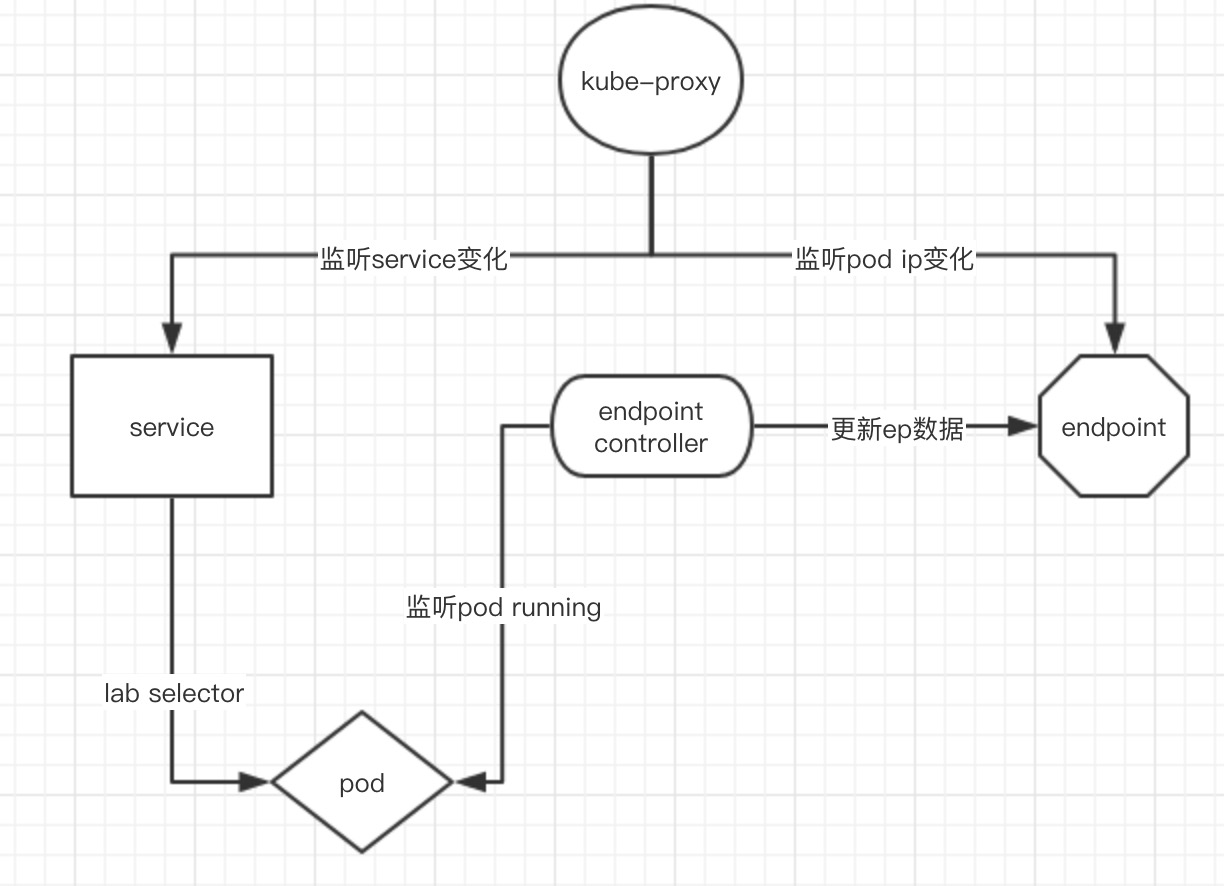 kube-proxy
监听service变化
监听pod ip变化
service
endpoint
controller
更新ep数据
endpoint
监听pod running
lab selector
pod